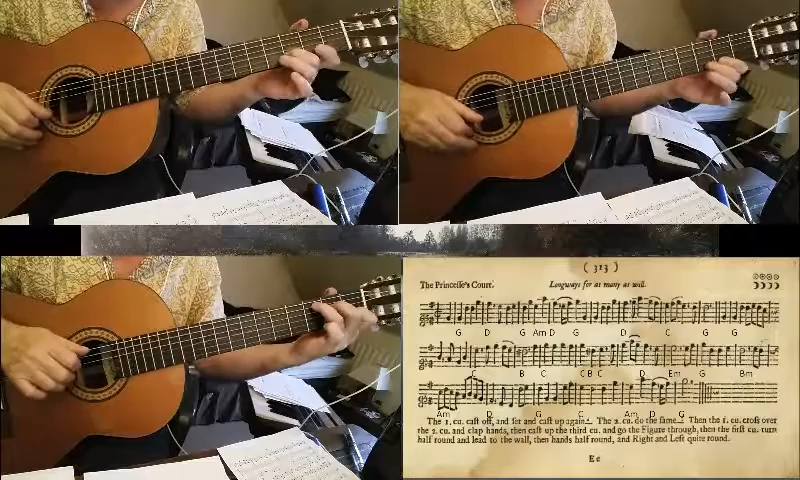 ( 313 )
The Princeſſe's Court.
Longways for as many as will.
G D G Am D G D C G G
C B C C B C D Em G Bm
Am D G C Am D G
The 1. cu. caſt off, and ſet and caſt up again. The 2. cu. do the ſame. Then the 1. cu. croſs over
the 2. cu. and clap hands, then caſt up the third cu. and go the Figure through, then the firſt cu. turn
half round and lead to the wall, then hands half round, and Right and Left quite round.
E e